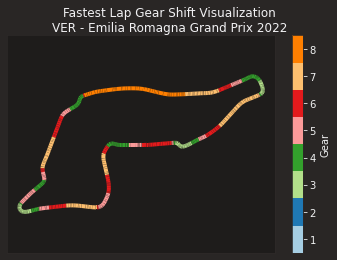 Fastest Lap Gear Shift Visualization
VER - Emilia Romagna Grand Prix 2022
8
7
6
5
4
3
2
1
Gear